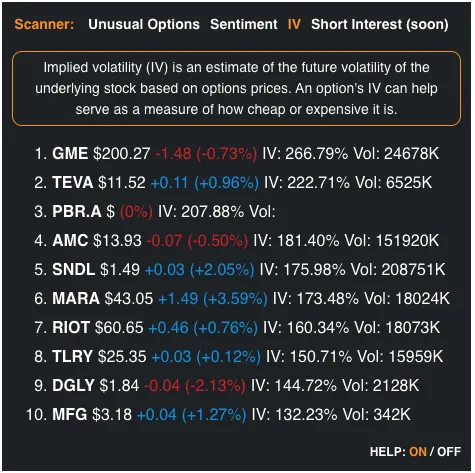 Scanner: Unusual Options Sentiment IV Short Interest (soon)
Implied volatility (IV) is an estimate of the future volatility of the
underlying stock based on options prices. An option's IV can help
serve as a measure of how cheap or expensive it is.
1. GME $200.27 -1.48 (-0.73%) IV: 266.79% Vol: 24678K
2. TEVA $11.52 +0.11 (+0.96%) IV: 222.71% Vol: 6525K
3. PBR.A $ (0%) IV: 207.88% Vol:
4. AMC $13.93 -0.07 (-0.50%) IV: 181.40% Vol: 151920K
5. SNDL $1.49 +0.03 (+2.05%) IV: 175.98% Vol: 208751K
6. MARA $43.05 +1.49 (+3.59%) IV: 173.48% Vol: 18024K
7. RIOT $60.65 +0.46 (+0.76%) IV: 160.34% Vol: 18073K
8. TLRY $25.35 +0.03 (+0.12%) IV: 150.71% Vol: 15959K
9. DGLY $1.84 -0.04 (-2.13%) IV: 144.72% Vol: 2128K
10. MFG $3.18 +0.04 (+1.27%) IV: 132.23% Vol: 342K
HELP: ON / OFF